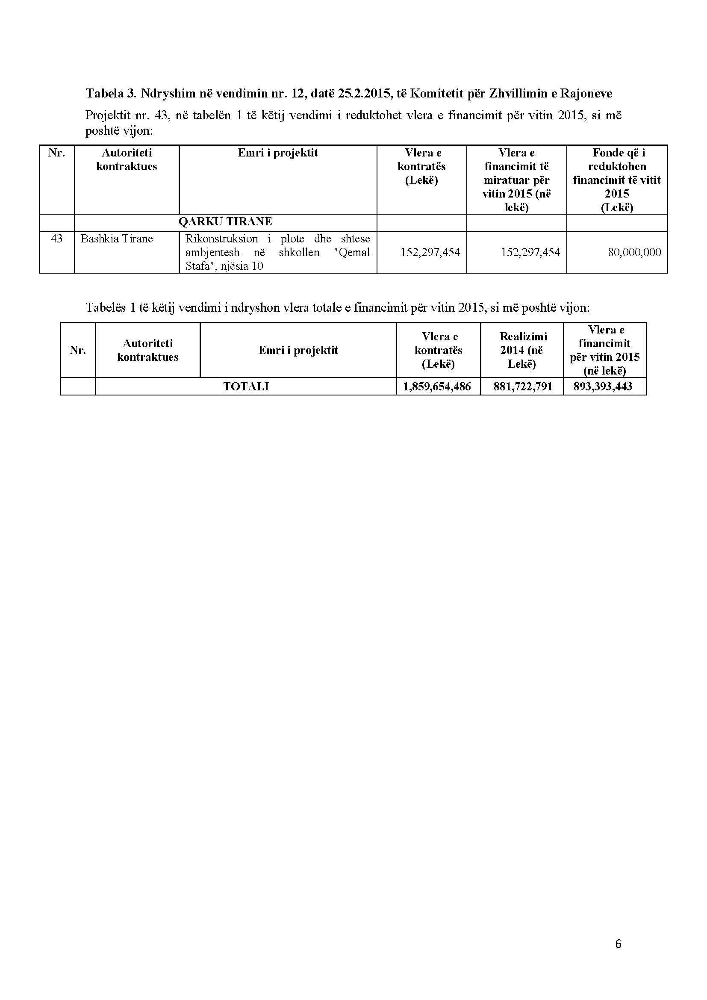 Tabela 3. Ndryshim në vendimin nr. 12, datë 25.2.2015, të Komitetit për Zhvillimin e Rajoneve
Projektit nr. 43, në tabelën 1 të këtij vendimi i reduktohet vlera e financimit për vitin 2015, si më
poshtë vijon:
Nr.
Autoriteti
kontraktues
Emri i projektit
Vlera e
kontratës
(Lekë)
Vlera e
financimit të
miratuar për
vitin 2015 (në
lekë)
Fonde që i
reduktohen
financimit të vitit
2015
(Lekë)
QARKU TIRANE
43
Bashkia Tirane
Rikonstruksion i plote dhe shtese
ambjentesh në shkollen "Qemal
Stafa", njësia 10
152,297,454
152,297,454
80,000,000
Tabelës 1 të këtij vendimi i ndryshon vlera totale e financimit për vitin 2015, si më poshtë vijon:
Nr.
Autoriteti
kontraktues
Emri i projektit
Vlera e
kontratës
(Lekë)
Realizimi
2014 (në
Lekë)
Vlera e
financimit
për vitin 2015
(në lekë)
TOTALI
1,859,654,486
881,722,791
893,393,443
6